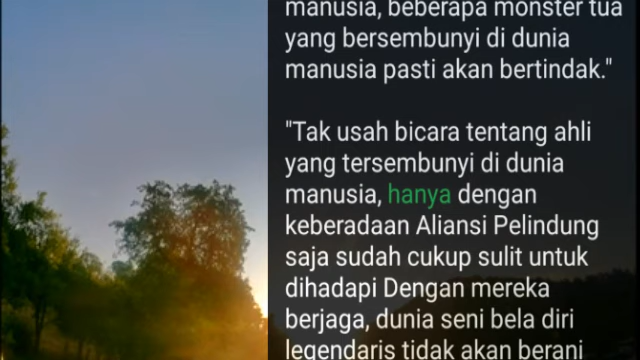 manusia, beberapa monster tua
yang bersembunyi di dunia
manusia pasti akan bertindak."
"Tak usah bicara tentang ahli
yang tersembunyi di dunia
manusia, hanya dengan
keberadaan Aliansi Pelindung
saja sudah cukup sulit untuk
dihadapi Dengan mereka
berjaga, dunia seni bela diri
legendaris tidak akan berani